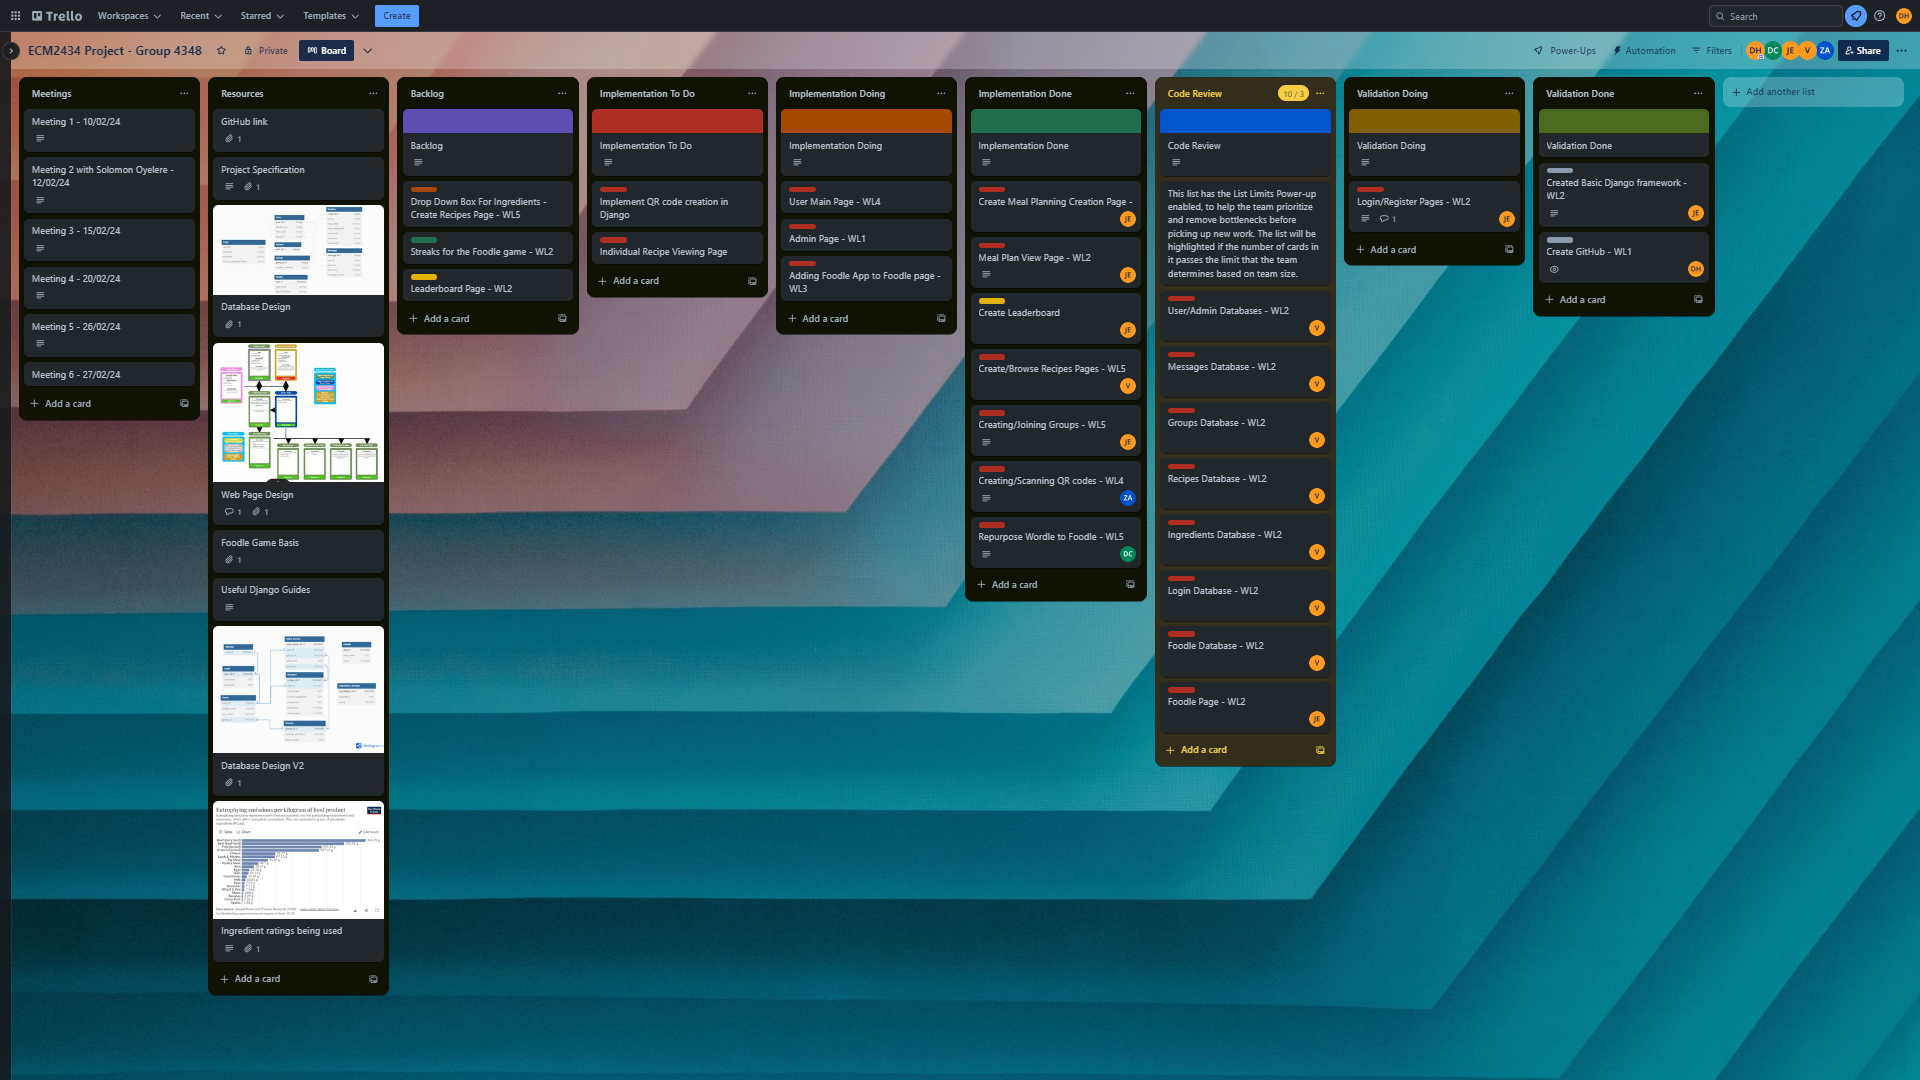 Trello
Workspaces
Recent
Starred
Templates
Create
Search
DH
ECM2434 Project - Group 4348
Private
Board
Power-Ups
Automation
Filters
DH
DC
JE
V
ZA
Share
Meetings
Meeting 1 - 10/02/24
Meeting 2 with Solomon Oyelere -
12/02/24
Meeting 3 - 15/02/24
Meeting 4 - 20/02/24
Meeting 5 - 26/02/24
Meeting 6 - 27/02/24
Add a card
Resources
GitHub link
1
Project Specification
1
Database Design
1
Web Page Design
1
1
Foodle Game Basis
1
Useful Django Guides
Database Design V2
1
Eutrophying emissions per kilogram of food product
Ingredient ratings being used
1
Add a card
Backlog
Backlog
Drop Down Box For Ingredients -
Create Recipes Page - WL5
Streaks for the Foodle game - WL2
Leaderboard Page - WL2
Add a card
Implementation To Do
Implementation To Do
Implement QR code creation in
Django
Individual Recipe Viewing Page
Add a card
Implementation Doing
Implementation Doing
User Main Page - WL4
Admin Page - WL1
Adding Foodle App to Foodle page -
WL3
Add a card
Implementation Done
Implementation Done
Create Meal Planning Creation Page -
JE
Meal Plan View Page - WL2
JE
Create Leaderboard
JE
Create/Browse Recipes Pages - WL5
V
Creating/Joining Groups - WL5
JE
Creating/Scanning QR codes - WL4
ZA
Repurpose Wordle to Foodle - WL5
DC
Add a card
Code Review
10 / 3
Code Review
This list has the List Limits Power-up
enabled, to help the team prioritize
and remove bottlenecks before
picking up new work. The list will be
highlighted if the number of cards in
it passes the limit that the team
determines based on team size.
User/Admin Databases - WL2
V
Messages Database - WL2
V
Groups Database - WL2
V
Recipes Database - WL2
V
Ingredients Database - WL2
V
Login Database - WL2
V
Foodle Database - WL2
V
Foodle Page - WL2
JE
Add a card
Validation Doing
Validation Doing
Login/Register Pages - WL2
1
JE
Add a card
Validation Done
Validation Done
Created Basic Django framework -
WL2
JE
Create GitHub - WL1
DH
Add a card
Add another list